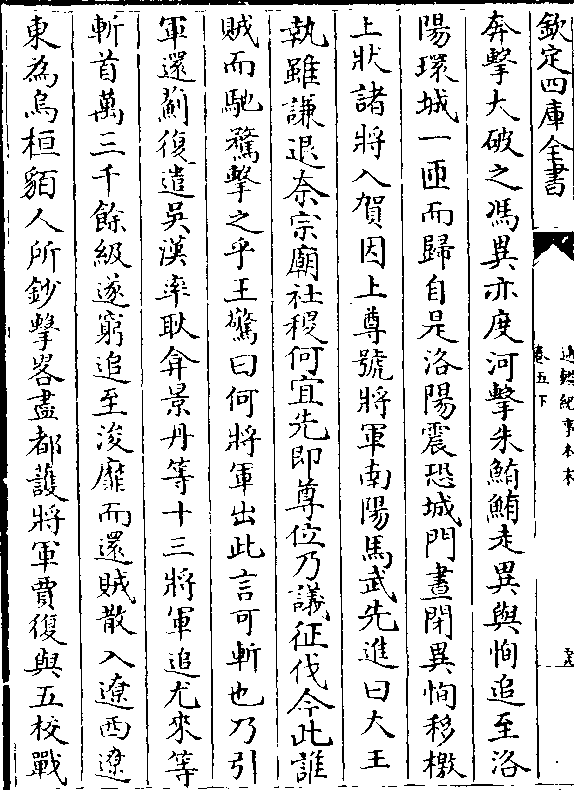 欽定四庫全書
通鑑紀事本末
卷五下
奔擊大破之馮異亦度河擊朱鮪鮪走異與恂追至洛
陽環城一匝而歸自是洛陽震恐城門晝閉異恂移檄
上狀諸將入賀因上尊號將軍南陽馬武先進曰大王
執雖謙退奈宗廟社稷何宜先即尊位乃議征伐今此誰
賊而馳騖擊之乎王驚曰何將軍出此言可斬也乃引
軍還薊復遣吳漢率耿弇景丹等十三將軍追尤來等
斬首萬三千餘級遂窮追至浚靡而還賊散入遼西遼
東為烏桓貊人所鈔擊畧盡都護將軍賈復與五校戰